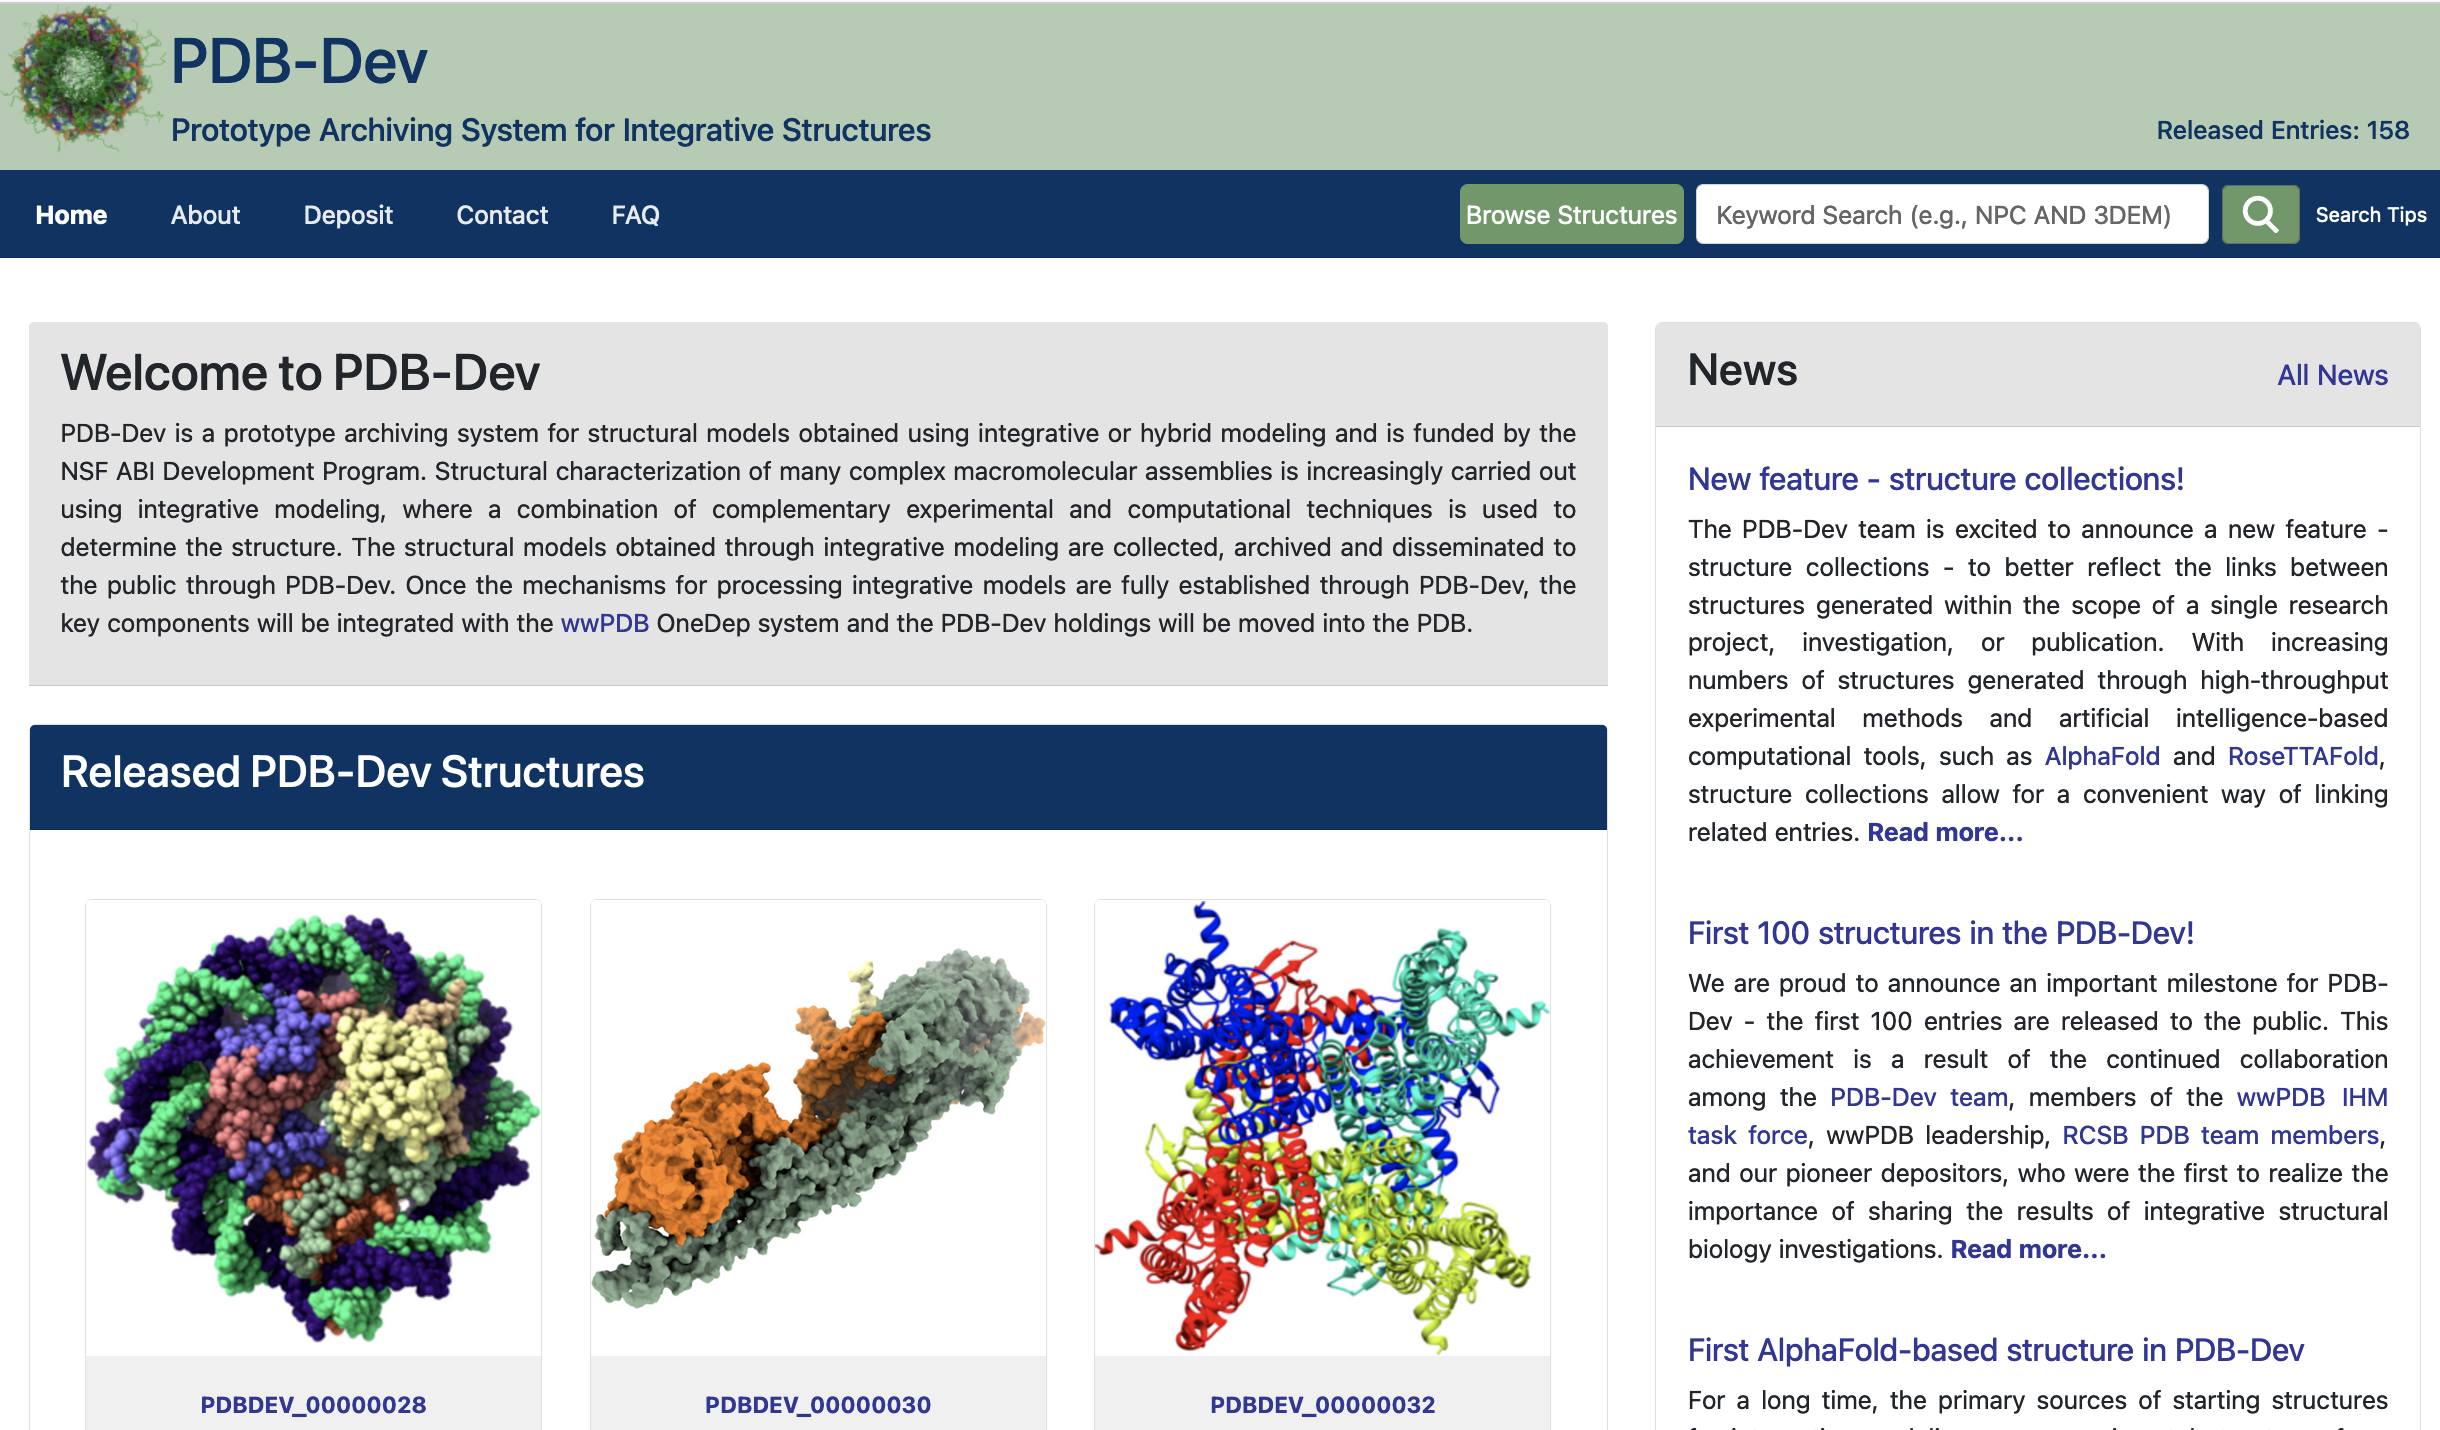 PDB-Dev
Prototype Archiving System for Integrative Structures
Released Entries: 158
Home About Deposit Contact FAQ Browse Structures Keyword Search (e.g., NPC AND 3DEM) Search Tips
Welcome to PDB-Dev
PDB-Dev is a prototype archiving system for structural models obtained using integrative or hybrid modeling and is funded by the
NSF ABI Development Program. Structural characterization of many complex macromolecular assemblies is increasingly carried out
using integrative modeling, where a combination of complementary experimental and computational techniques is used to
determine the structure. The structural models obtained through integrative modeling are collected, archived and disseminated to
the public through PDB-Dev. Once the mechanisms for processing integrative models are fully established through PDB-Dev, the
key components will be integrated with the wwPDB OneDep system and the PDB-Dev holdings will be moved into the PDB.
Released PDB-Dev Structures
PDBDEV_00000028
PDBDEV_00000030
PDBDEV_00000032
News
All News
New feature - structure collections!
The PDB-Dev team is excited to announce a new feature -
structure collections - to better reflect the links between
structures generated within the scope of a single research
project, investigation, or publication. With increasing
numbers of structures generated through high-throughput
experimental methods and artificial intelligence-based
computational tools, such as AlphaFold and RoseTTAFold,
structure collections allow for a convenient way of linking
related entries. Read more...
First 100 structures in the PDB-Dev!
We are proud to announce an important milestone for PDB-
Dev - the first 100 entries are released to the public. This
achievement is a result of the continued collaboration
among the PDB-Dev team, members of the wwPDB IHM
task force, wwPDB leadership, RCSB PDB team members,
and our pioneer depositors, who were the first to realize the
importance of sharing the results of integrative structural
biology investigations. Read more...
First AlphaFold-based structure in PDB-Dev
For a long time, the primary sources of starting structures